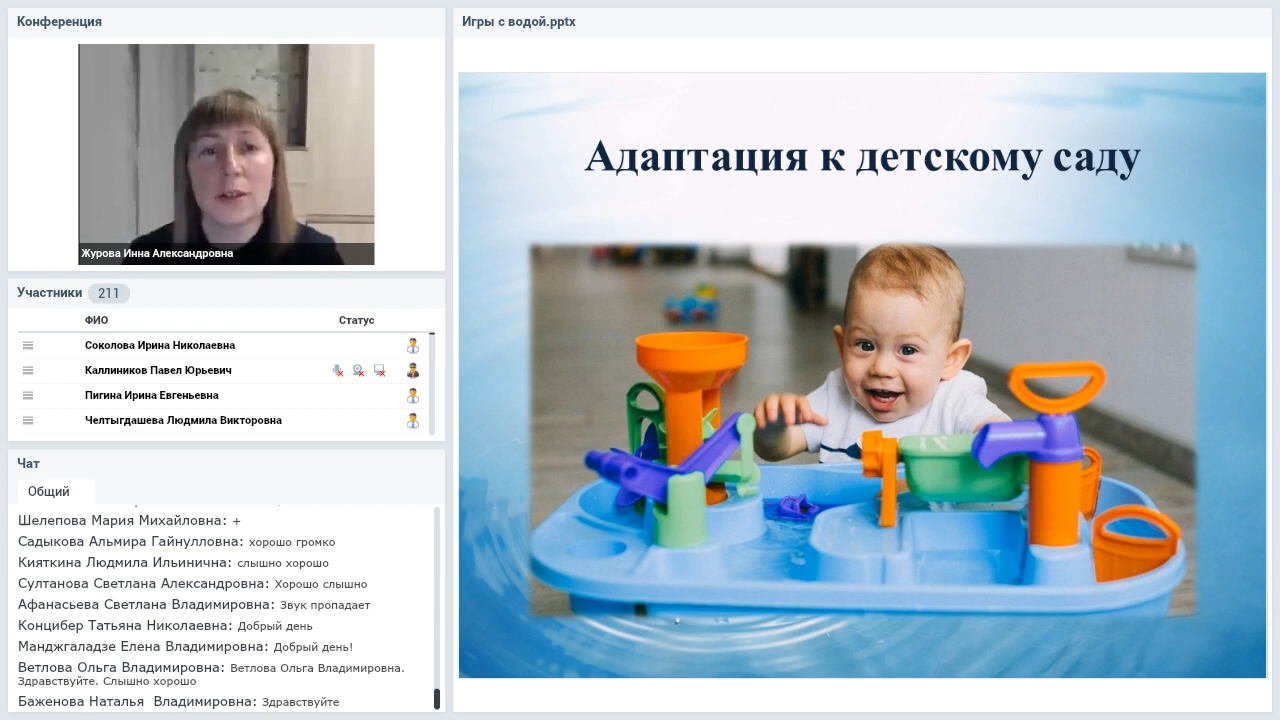 Конференция
Журова Инна Александровна
Участники 211
ФИО Статус
Соколова Ирина Николаевна
Каллиников Павел Юрьевич
Пигина Ирина Евгеньевна
Челтыгдашева Людмила Викторовна
Чат
Общий
Шелепова Мария Михайловна: +
Садыкова Альмира Гайнулловна: хорошо громко
Кияткина Людмила Ильинична: слышно хорошо
Султанова Светлана Александровна: Хорошо слышно
Афанасьева Светлана Владимировна: Звук пропадает
Концибер Татьяна Николаевна: Добрый день
Манджгаладзе Елена Владимировна: Добрый день!
Ветлова Ольга Владимировна: Ветлова Ольга Владимировна.
Здравствуйте. Слышно хорошо
Баженова Наталья  Владимировна: Здравствуйте
Игры с водой.pptx
Адаптация к детскому саду